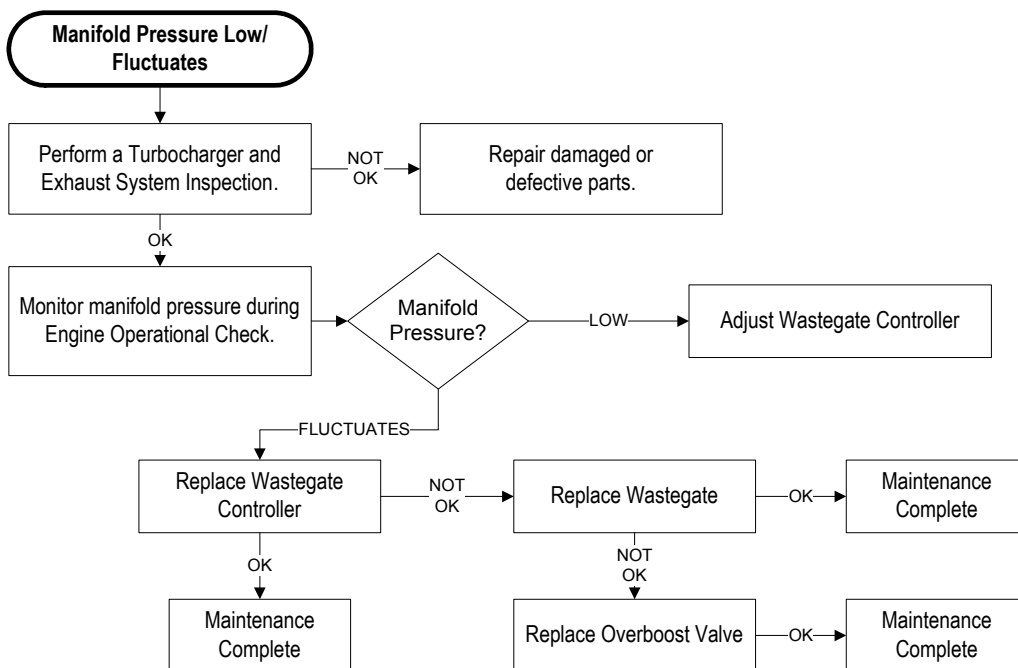 Manifold Pressure Low/
Fluctuates
Perform a Turbocharger and
Exhaust System Inspection.
NOT
OK
Repair damaged or
defective parts.
OK
Monitor manifold pressure during
Engine Operational Check.
Manifold
Pressure?
LOW
Adjust Wastegate Controller
FLUCTUATES
Replace Wastegate
Controller
NOT
OK
Replace Wastegate
OK
Maintenance
Complete
OK
NOT
OK
Maintenance
Complete
Replace Overboost Valve
OK
Maintenance
Complete